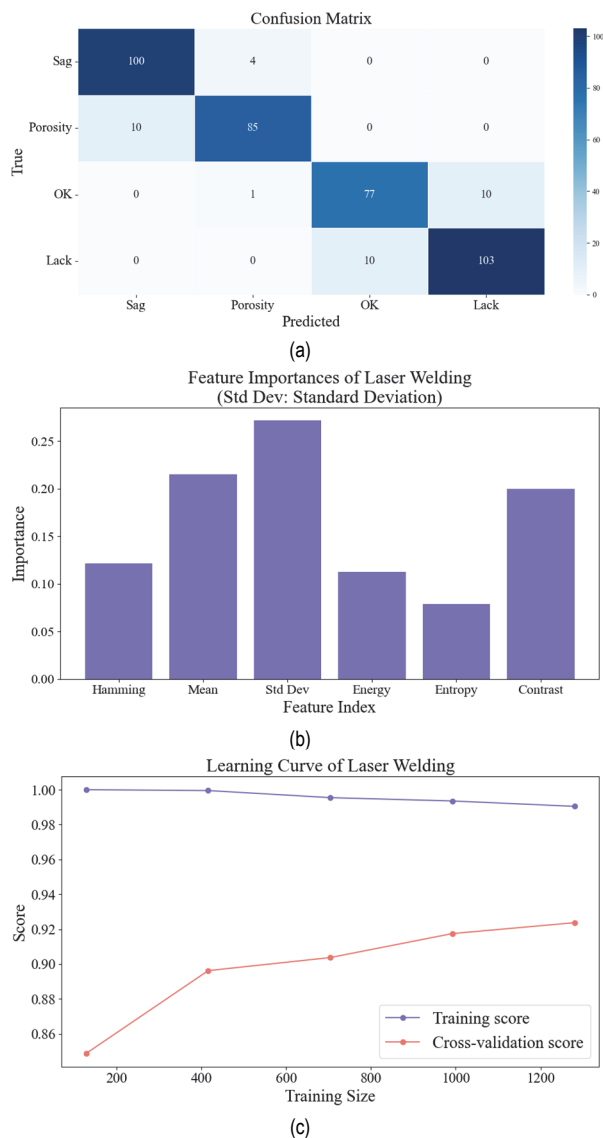 Confusion Matrix
Sag
100
4
0
0
100
Porosity
10
85
0
0
80
True
60
OK
0
1
77
10
40
Lack
0
0
10
103
20
0
Sag
Porosity
OK
Lack
Predicted
(a)
Feature Importances of Laser Welding
(Std Dev: Standard Deviation)
0.25
0.20
0.15
0.10
0.05
0.00
Importance
Hamming
Mean
Std Dev
Energy
Entropy
Contrast
Feature Index
(b)
Learning Curve of Laser Welding
1.00
0.98
0.96
0.94
0.92
0.90
0.88
0.86
Score
Training score
Cross-validation score
200
400
600
800
1000
1200
Training Size
(c)